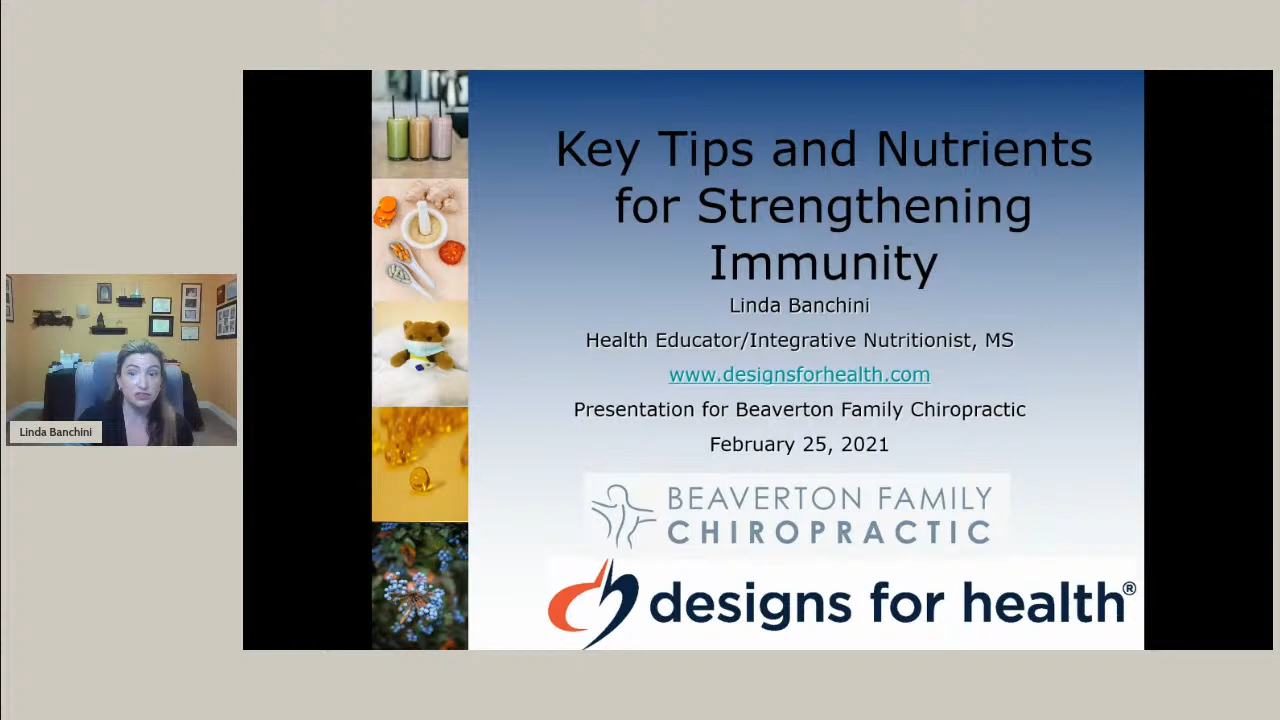 Key Tips and Nutrients
for Strengthening
Immunity
Linda Banchini
Health Educator/Integrative Nutritionist, MS
www.designsforhealth.com
Presentation for Beaverton Family Chiropractic
February 25, 2021
BEAVERTON FAMILY
CHIROPRACTIC
designs for health®
Linda Banchini